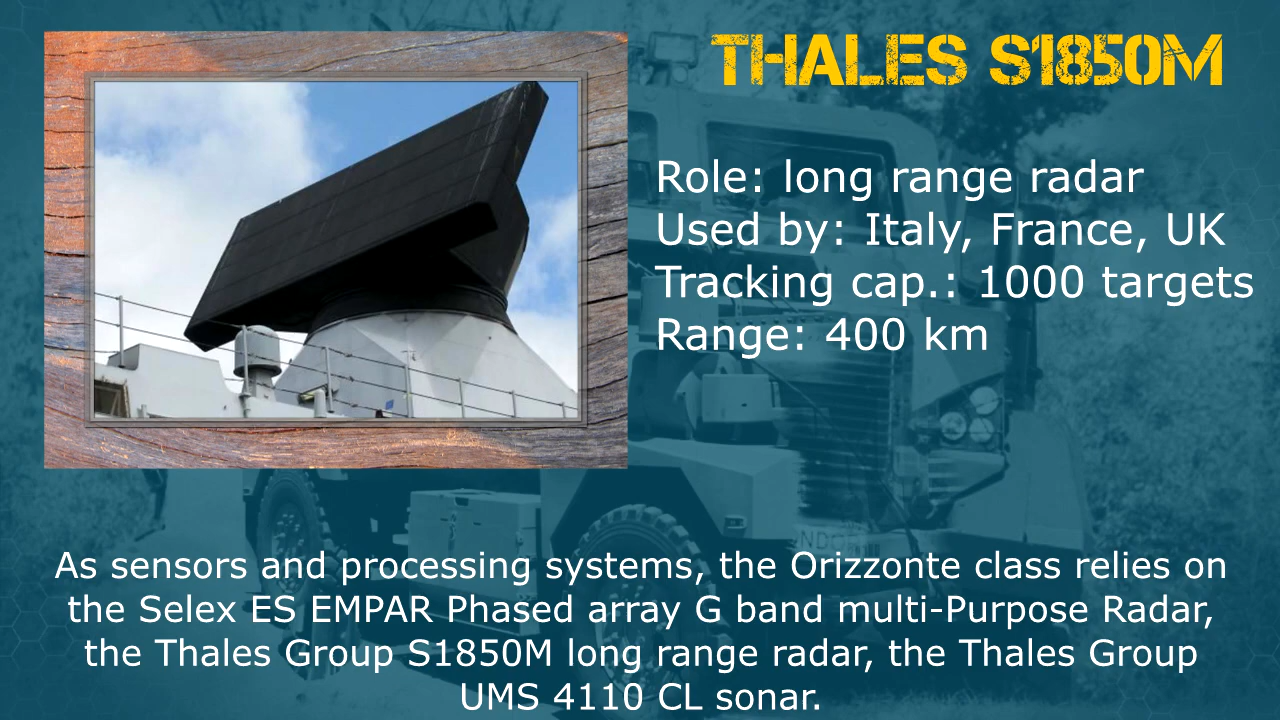 THALES S1850M
Role: long range radar
Used by: Italy, France, UK
Tracking cap.: 1000 targets
Range: 400 km
As sensors and processing systems, the Orizzonte class relies on
the Selex ES EMPAR Phased array G band multi-Purpose Radar,
the Thales Group S1850M long range radar, the Thales Group
UMS 4110 CL sonar.